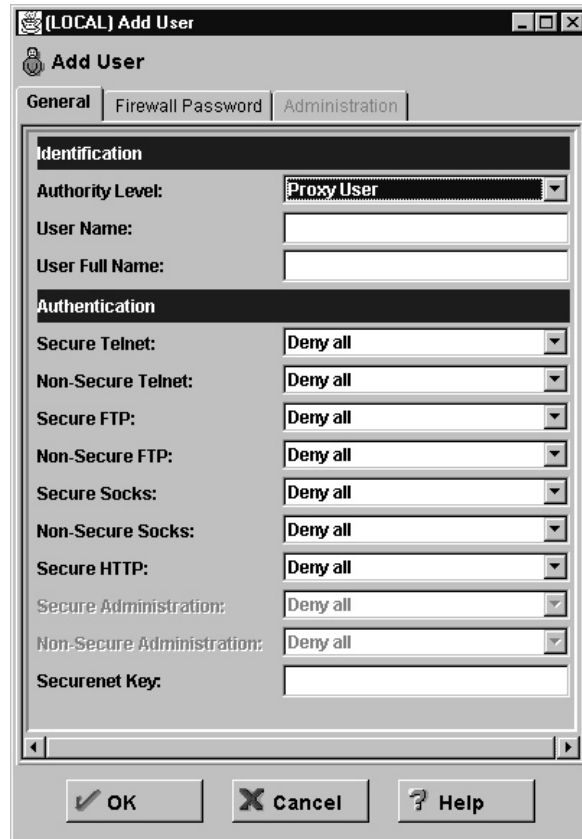 (LOCAL) Add User
Add User
General Firewall Password Administration
Identification
Authority Level: Proxy User
User Name:
User Full Name:
Authentication
Secure Telnet: Deny all
Non-Secure Telnet: Deny all
Secure FTP: Deny all
Non-Secure FTP: Deny all
Secure Socks: Deny all
Non-Secure Socks: Deny all
Secure HTTP: Deny all
Secure Administration: Deny all
Non-Secure Administration: Deny all
Securenet Key:
OK Cancel Help